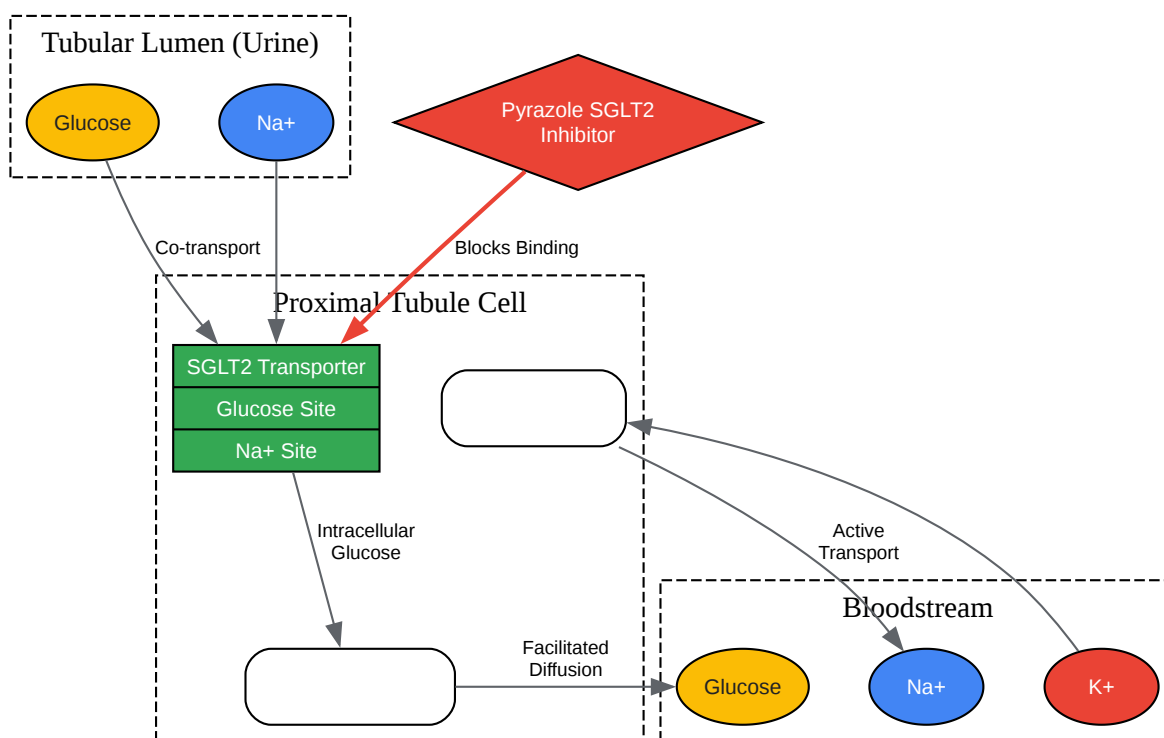 Tubular Lumen (Urine)
Glucose
Na+
Pyrazole SGLT2
Inhibitor
Co-transport
Blocks Binding
Proximal Tubule Cell
SGLT2 Transporter
Glucose Site
Na+ Site
Intracellular
Glucose
Active
Transport
Bloodstream
Facilitated
Diffusion
Glucose
Na+
K+